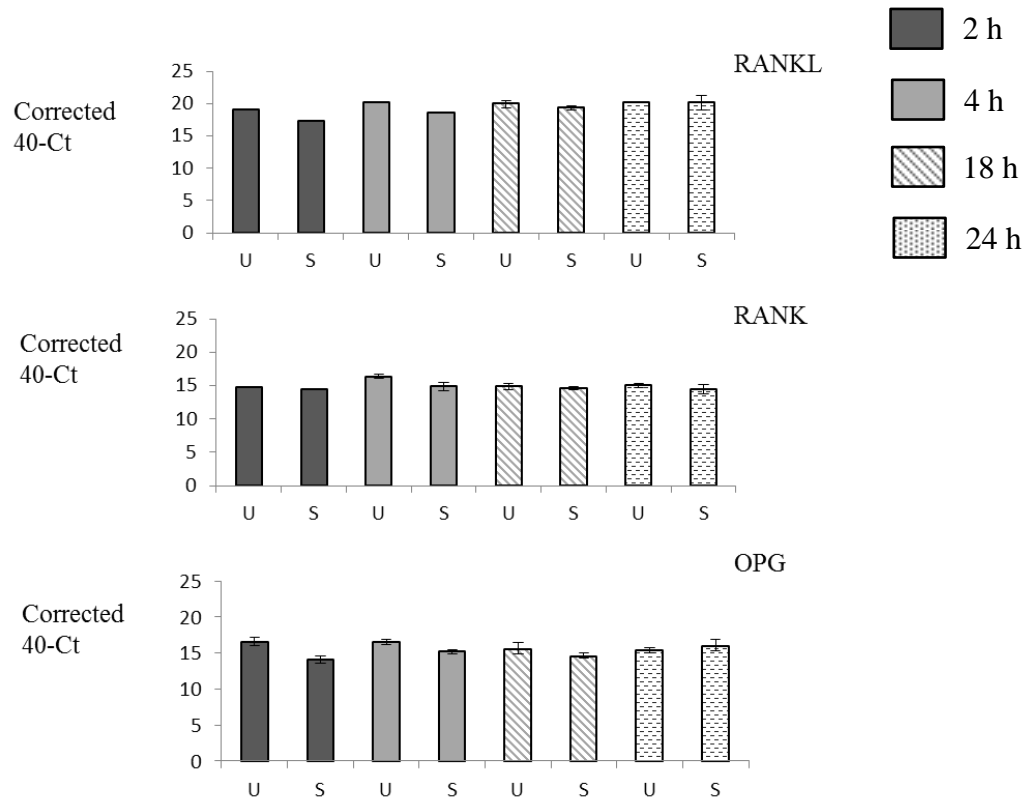 2 h
4 h
18 h
24 h
RANKL
Corrected
40-Ct
25
20
15
10
5
0
U S U S U S U S
RANK
Corrected
40-Ct
25
20
15
10
5
0
U S U S U S U S
OPG
Corrected
40-Ct
25
20
15
10
5
0
U S U S U S U S